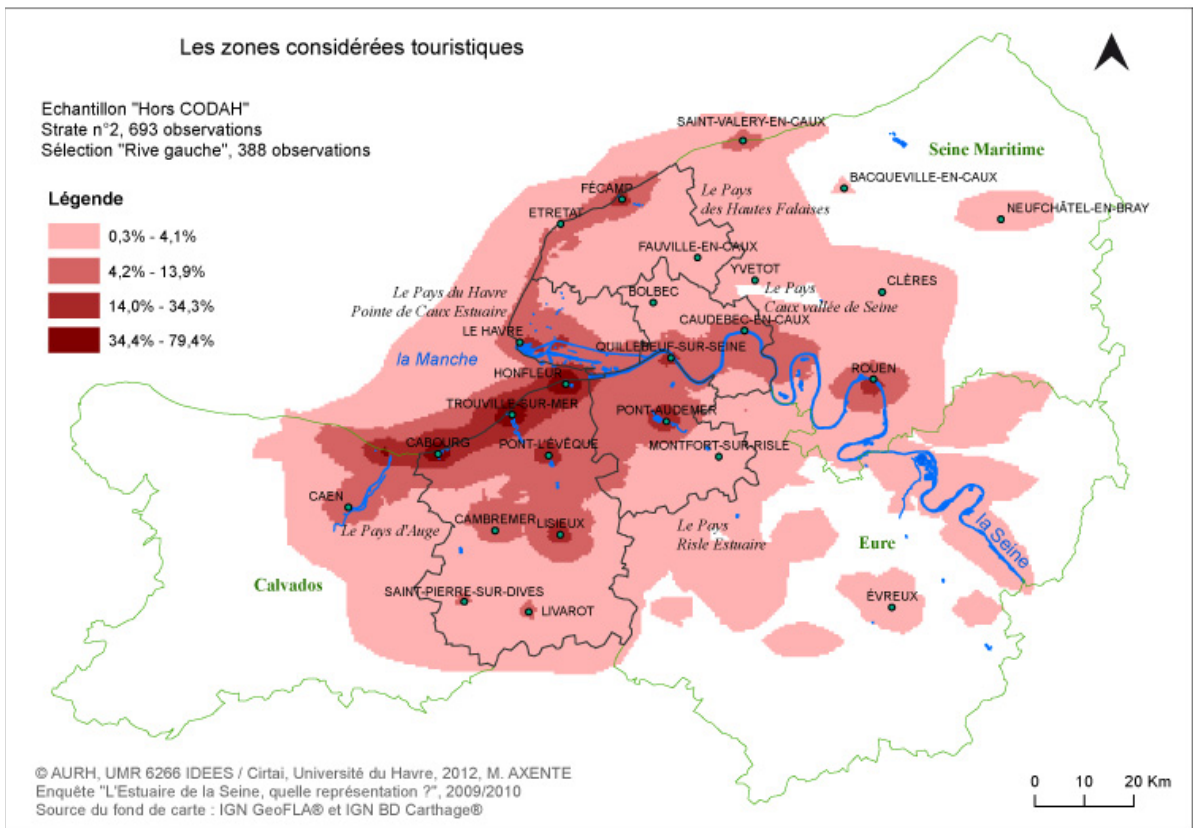 Les zones considérées touristiques
Echantillon "Hors CODAH"
Strate n°2, 693 observations
Sélection "Rive gauche", 388 observations
Légende
0,3% - 4,1%
4,2% - 13,9%
14,0% - 34,3%
34,4% - 79,4%
SAINT-VALERY-EN-CAUX
Seine Maritime
BACQUEVILLE-EN-CAUX
NEUFCHÂTEL-EN-BRAY
FÉCAMP
Le Pays
des Hautes Falaises
ETRETAT
FAUVILLE-EN-CAUX
YVETOT
CLÈRES
Le Pays du Havre
Pointe de Caux Estuaire
BOLBEC
Le Pays
Caux vallée de Seine
CAUDEBEC-EN-CAUX
LE HAVRE
QUILLEBEUF-SUR-SEINE
la Manche
ROUEN
HONFLEUR
TROUVILLE-SUR-MER
PONT-AUDEMER
CABOURG
PONT-L'ÉVÊQUE
MONTFORT-SUR-RISLE
CAEN
Le Pays d'Auge
CAMBREMER
LISIEUX
Le Pays
Risle Estuaire
Eure
la Seine
Calvados
SAINT-PIERRE-SUR-DIVES
LIVAROT
ÉVREUX
© AURH, UMR 6266 IDEES / Cirtai, Université du Havre, 2012, M. AXENTE
Enquête "L'Estuaire de la Seine, quelle représentation ?", 2009/2010
Source du fond de carte : IGN GeoFLA® et IGN BD Carthage®
0 10 20 Km